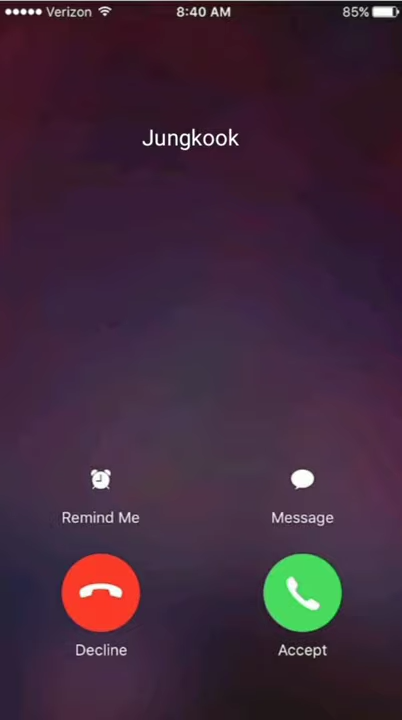 Verizon 8:40 AM 85%
Jungkook
Remind Me Message
Decline Accept